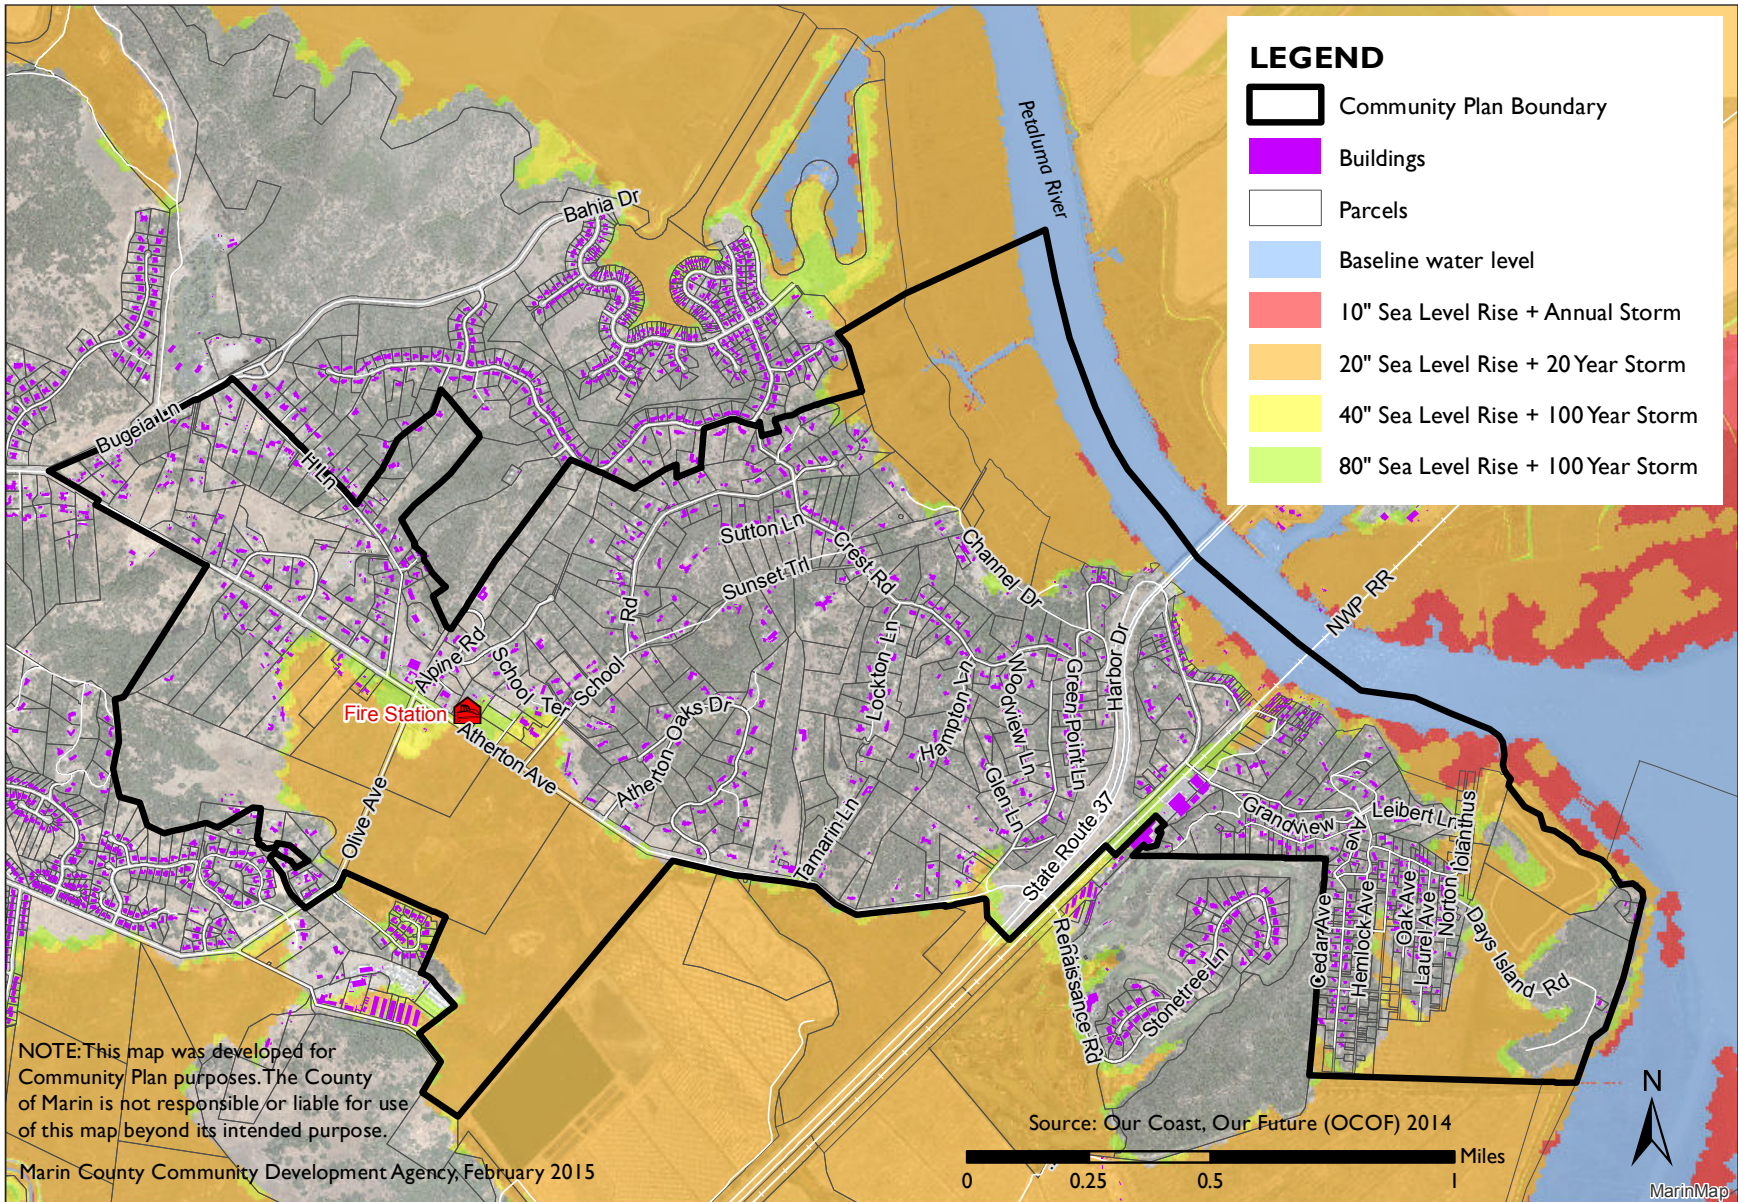 LEGEND
Community Plan Boundary
Buildings
Parcels
Baseline water level
10" Sea Level Rise + Annual Storm
20" Sea Level Rise + 20 Year Storm
40" Sea Level Rise + 100 Year Storm
80" Sea Level Rise + 100 Year Storm
Petaluma River
Bahia Dr
Bugeia Ln
H Ln
Sutton Ln
Sunset Trl
Crest Rd
Channel Dr
Rd
School
Alpine Rd
School Ter
Fire Station
Atherton Ave
Atherton Oaks Dr
Olive Ave
Lockton Ln
Hampton Ln
Woodview Ln
Green Point Ln
Harbor Dr
Glen Ln
Tamarin Ln
State Route 37
NWP RR
Grandview
Ave
Leibert Ln
Iolanthus
Norton
Cedar Ave
Hemlock Ave
Oak Ave
Laurel Ave
Days Island Rd
Renaissance Rd
Stonetree Ln
NOTE: This map was developed for
Community Plan purposes. The County
of Marin is not responsible or liable for use
of this map beyond its intended purpose.
Marin County Community Development Agency, February 2015
Source: Our Coast, Our Future (OCOF) 2014
Miles
0 0.25 0.5 1
N
MarinMap